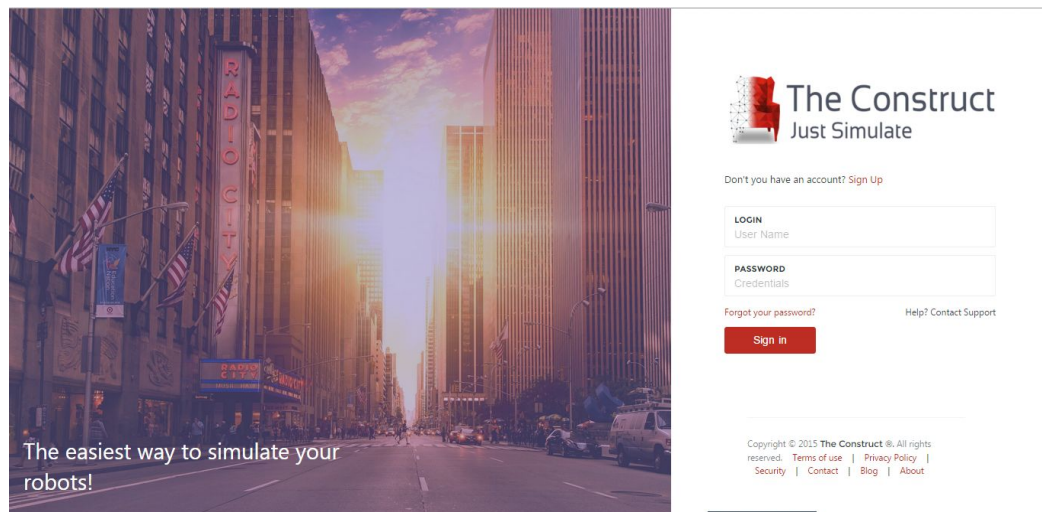 RADIO CITY
RADIO
CITY
The easiest way to simulate your
robots!
The Construct
Just Simulate
Don't you have an account? Sign Up
LOGIN
User Name
PASSWORD
Credentials
Forgot your password? Help? Contact Support
Sign in
Copyright © 2015 The Construct ®. All rights
reserved. Terms of use | Privacy Policy |
Security | Contact | Blog | About